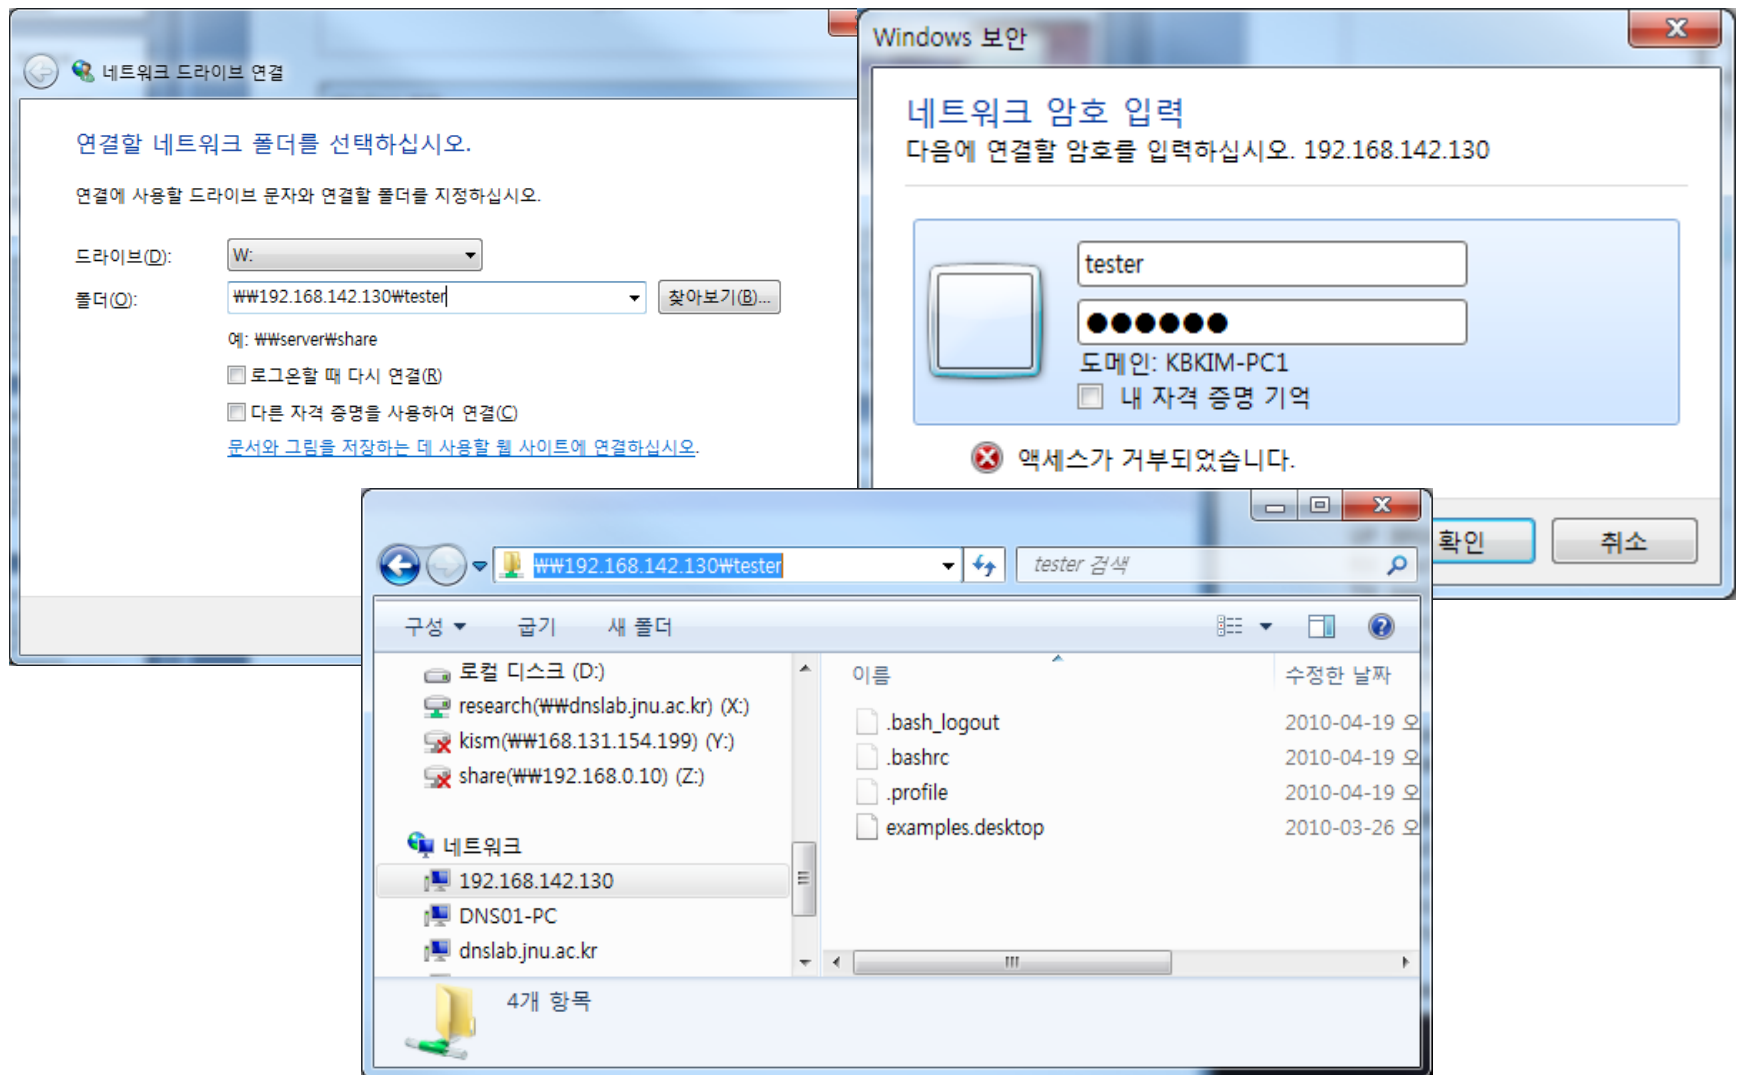 네트워크 드라이브 연결
연결할 네트워크 폴더를 선택하십시오.
연결에 사용할 드라이브 문자와 연결할 폴더를 지정하십시오.
드라이브(D): W:
폴더(O): ₩₩192.168.142.130₩tester 찾아보기(B)...
예: ₩₩server₩share
로그온할 때 다시 연결(R)
다른 자격 증명을 사용하여 연결(C)
문서와 그림을 저장하는 데 사용할 웹 사이트에 연결하십시오.
Windows 보안
네트워크 암호 입력
다음에 연결할 암호를 입력하십시오. 192.168.142.130
tester
●●●●●●
도메인: KBKIM-PC1
내 자격 증명 기억
액세스가 거부되었습니다.
확인 취소
₩₩192.168.142.130₩tester tester 검색
구성 굽기 새 폴더
로컬 디스크 (D:)
research(₩₩dnslab.jnu.ac.kr) (X:)
kism(₩₩168.131.154.199) (Y:)
share(₩₩192.168.0.10) (Z:)
네트워크
192.168.142.130
DNS01-PC
dnslab.jnu.ac.kr
이름 수정한 날짜
.bash_logout 2010-04-19 오
.bashrc 2010-04-19 오
.profile 2010-04-19 오
examples.desktop 2010-03-26 오
4개 항목